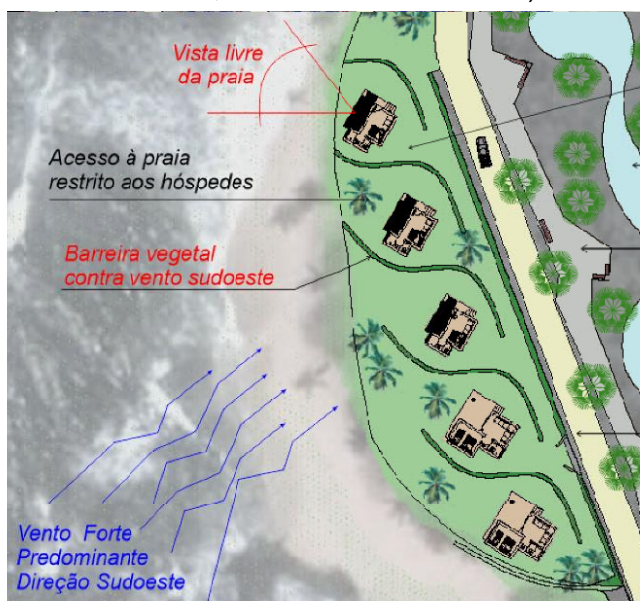 Vista livre
da praia
Acesso à praia
restrito aos hóspedes
Barreira vegetal
contra vento sudoeste
Vento Forte
Predominante
Direção Sudoeste